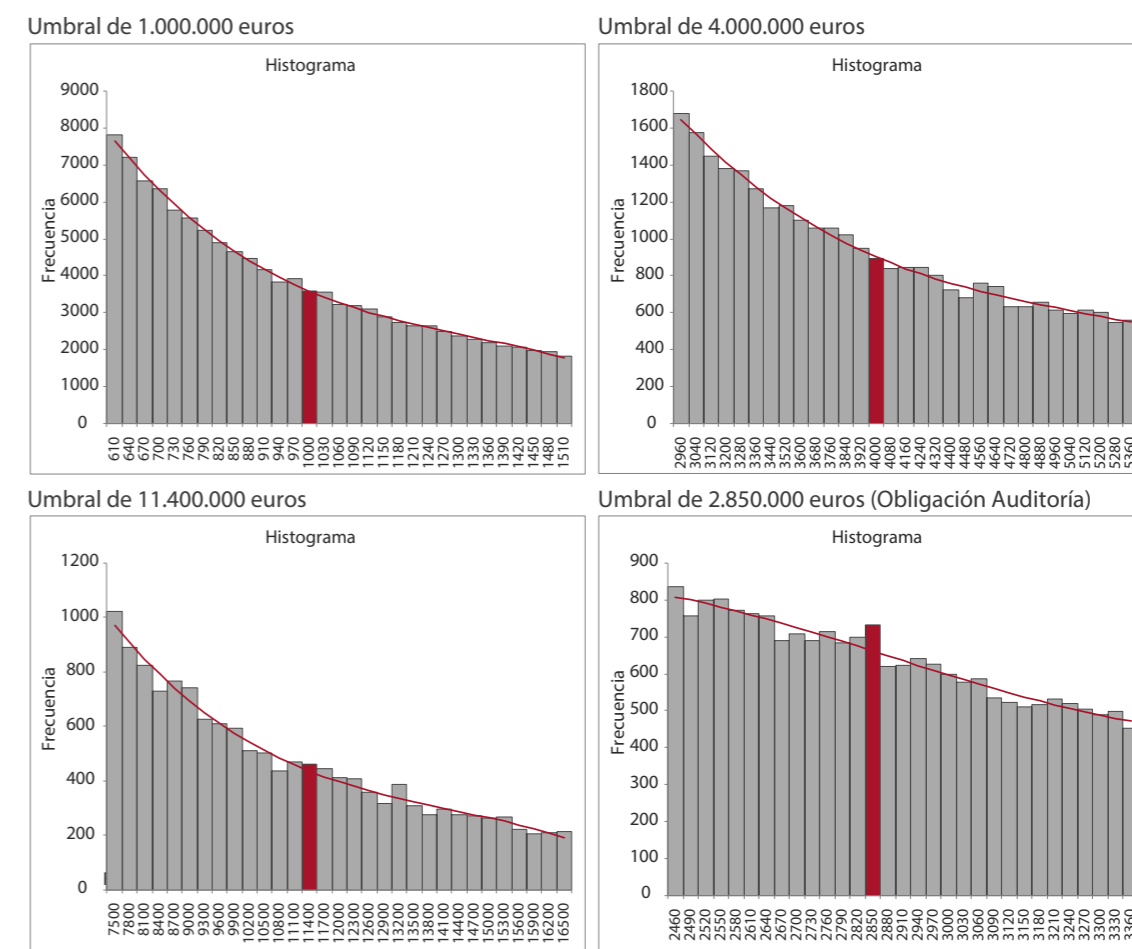 Umbral de 1.000.000 euros
Histograma
Frecuencia
9000
8000
7000
6000
5000
4000
3000
2000
1000
0
610 640 670 700 730 760 790 820 850 880 910 940 970 1000 1030 1060 1090 1120 1150 1180 1210 1240 1270 1300 1330 1360 1390 1420 1450 1480 1510
Umbral de 4.000.000 euros
Histograma
Frecuencia
1800
1600
1400
1200
1000
800
600
400
200
0
2960 3040 3120 3200 3280 3360 3440 3520 3600 3680 3760 3840 3920 4000 4080 4160 4240 4320 4400 4480 4560 4640 4720 4800 4880 4960 5040 5120 5200 5280 5360
Umbral de 11.400.000 euros
Histograma
Frecuencia
1200
1000
800
600
400
200
0
7500 7800 8100 8400 8700 9000 9300 9600 9900 10200 10500 10800 11100 11400 11700 12000 12300 12600 12900 13200 13500 13800 14100 14400 14700 15000 15300 15600 15900 16200 16500
Umbral de 2.850.000 euros (Obligación Auditoría)
Histograma
Frecuencia
900
800
700
600
500
400
300
200
100
0
2460 2490 2520 2550 2580 2610 2640 2670 2700 2730 2760 2790 2820 2850 2880 2910 2940 2970 3000 3030 3060 3090 3120 3150 3180 3210 3240 3270 3300 3330 3360